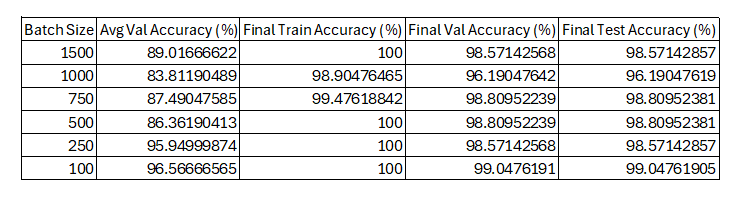 Batch Size Avg Val Accuracy (%) Final Train Accuracy (%) Final Val Accuracy (%) Final Test Accuracy (%)
1500 89.01666622 100 98.57142568 98.57142857
1000 83.81190489 98.90476465 96.19047642 96.19047619
750 87.49047585 99.47618842 98.80952239 98.80952381
500 86.36190413 100 98.80952239 98.80952381
250 95.94999874 100 98.57142568 98.57142857
100 96.56666565 100 99.0476191 99.04761905